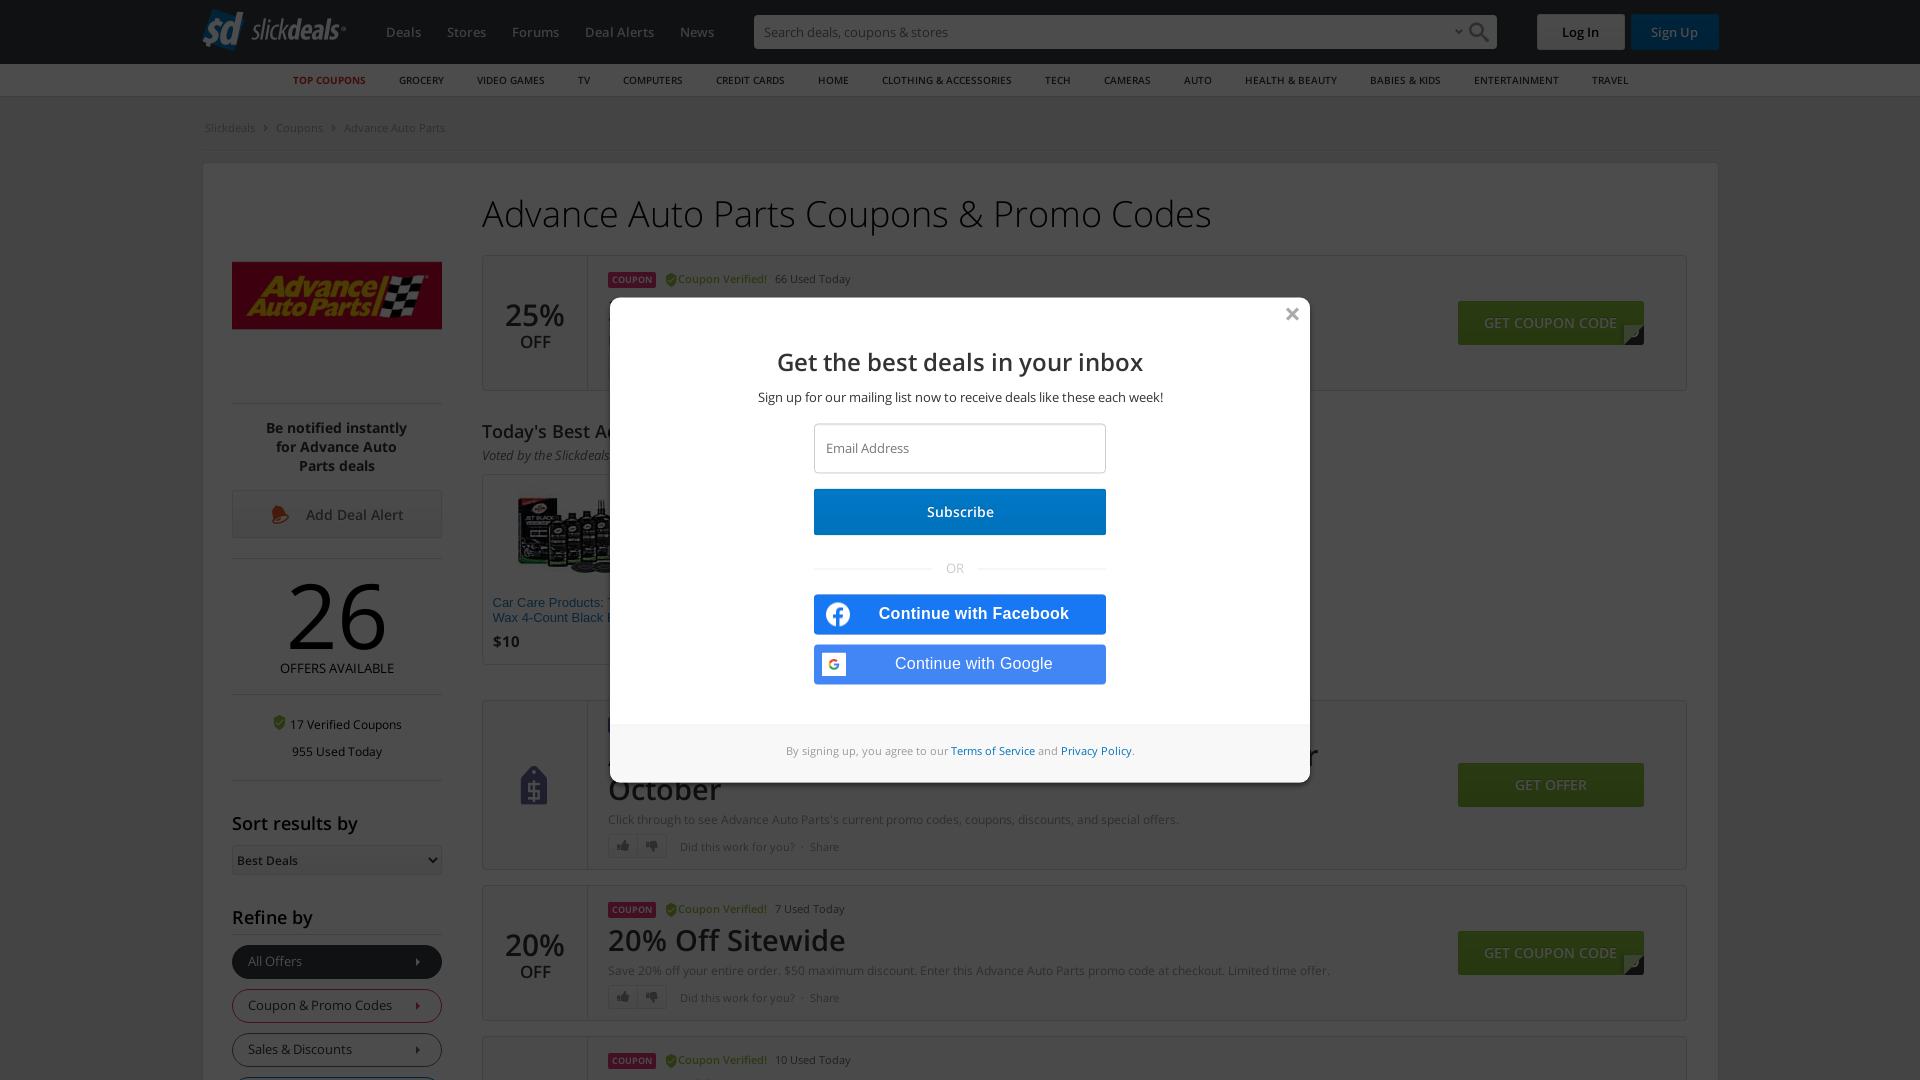 slickdeals
Deals
Stores
Forums
Deal Alerts
News
Search deals, coupons & stores
Log In
Sign Up
TOP COUPONS
GROCERY
VIDEO GAMES
TV
COMPUTERS
CREDIT CARDS
HOME
CLOTHING & ACCESSORIES
TECH
CAMERAS
AUTO
HEALTH & BEAUTY
BABIES & KIDS
ENTERTAINMENT
TRAVEL
Slickdeals
Coupons
Advance Auto Parts
Advance Auto Parts Coupons & Promo Codes
Advance
Auto Parts
25%
OFF
COUPON
Coupon Verified!
66 Used Today
GET COUPON CODE
Be notified instantly
for Advance Auto
Parts deals
Add Deal Alert
26
OFFERS AVAILABLE
17 Verified Coupons
955 Used Today
Sort results by
Best Deals
Refine by
All Offers
Coupon & Promo Codes
Sales & Discounts
Today's Best
Voted by the Slickdeals
Car Care Products:
Wax 4-Count Black
$10
Get the best deals in your inbox
Sign up for our mailing list now to receive deals like these each week!
Email Address
Subscribe
OR
Continue with Facebook
Continue with Google
By signing up, you agree to our Terms of Service and Privacy Policy.
October
Click through to see Advance Auto Parts's current promo codes, coupons, discounts, and special offers.
Did this work for you? · Share
GET OFFER
20%
OFF
COUPON
Coupon Verified!
7 Used Today
20% Off Sitewide
Save 20% off your entire order. $50 maximum discount. Enter this Advance Auto Parts promo code at checkout. Limited time offer.
Did this work for you? · Share
GET COUPON CODE
COUPON
Coupon Verified!
10 Used Today